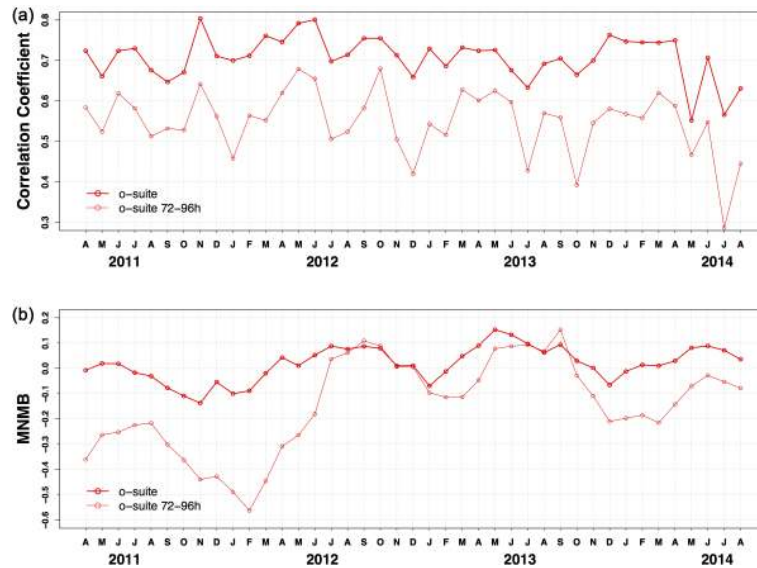 (a)
Correlation Coefficient
0.8
0.7
0.6
0.5
0.4
0.3
o-suite
o-suite 72-96h
A M J J A S O N D J F M A M J J A S O N D J F M A M J J A S O N D J F M A M J J A
2011 2012 2013 2014
(b)
MNMB
0.2
0.1
0.0
-0.1
-0.2
-0.3
-0.4
-0.5
-0.6
o-suite
o-suite 72-96h
A M J J A S O N D J F M A M J J A S O N D J F M A M J J A S O N D J F M A M J J A
2011 2012 2013 2014